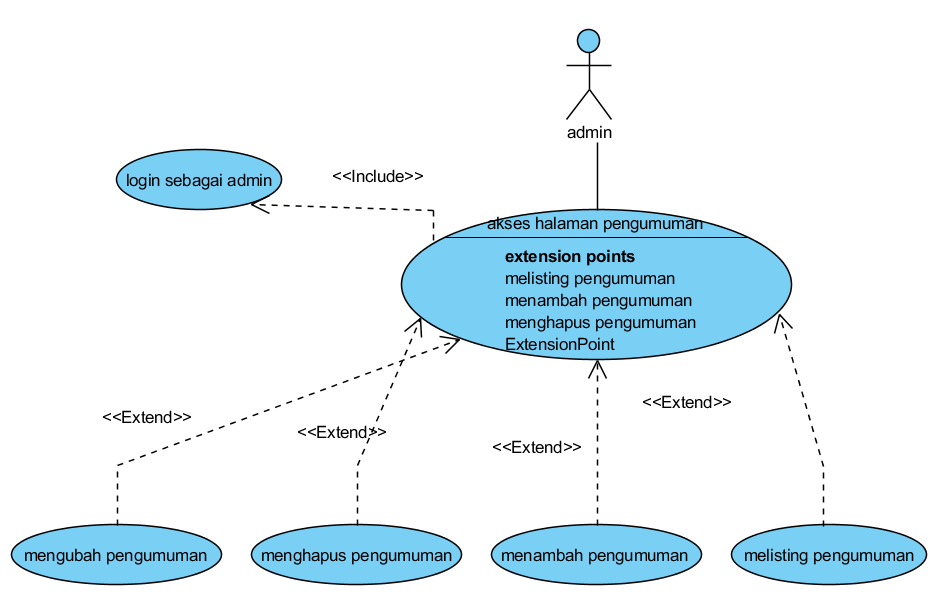 admin
login sebagai admin
<<Include>>
akses halaman pengumuman
extension points
melisting pengumuman
menambah pengumuman
menghapus pengumuman
ExtensionPoint
<<Extend>>
<<Extend>>
<<Extend>>
<<Extend>>
mengubah pengumuman
menghapus pengumuman
menambah pengumuman
melisting pengumuman